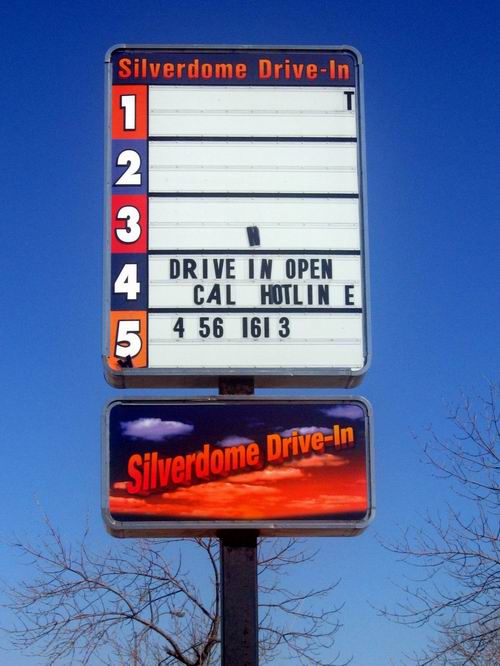 Silverdome Drive-In
1 T
2
3 N
4 DRIVE IN OPEN
CAL HOTLIN E
5 4 56 1613
Silverdome Drive-In